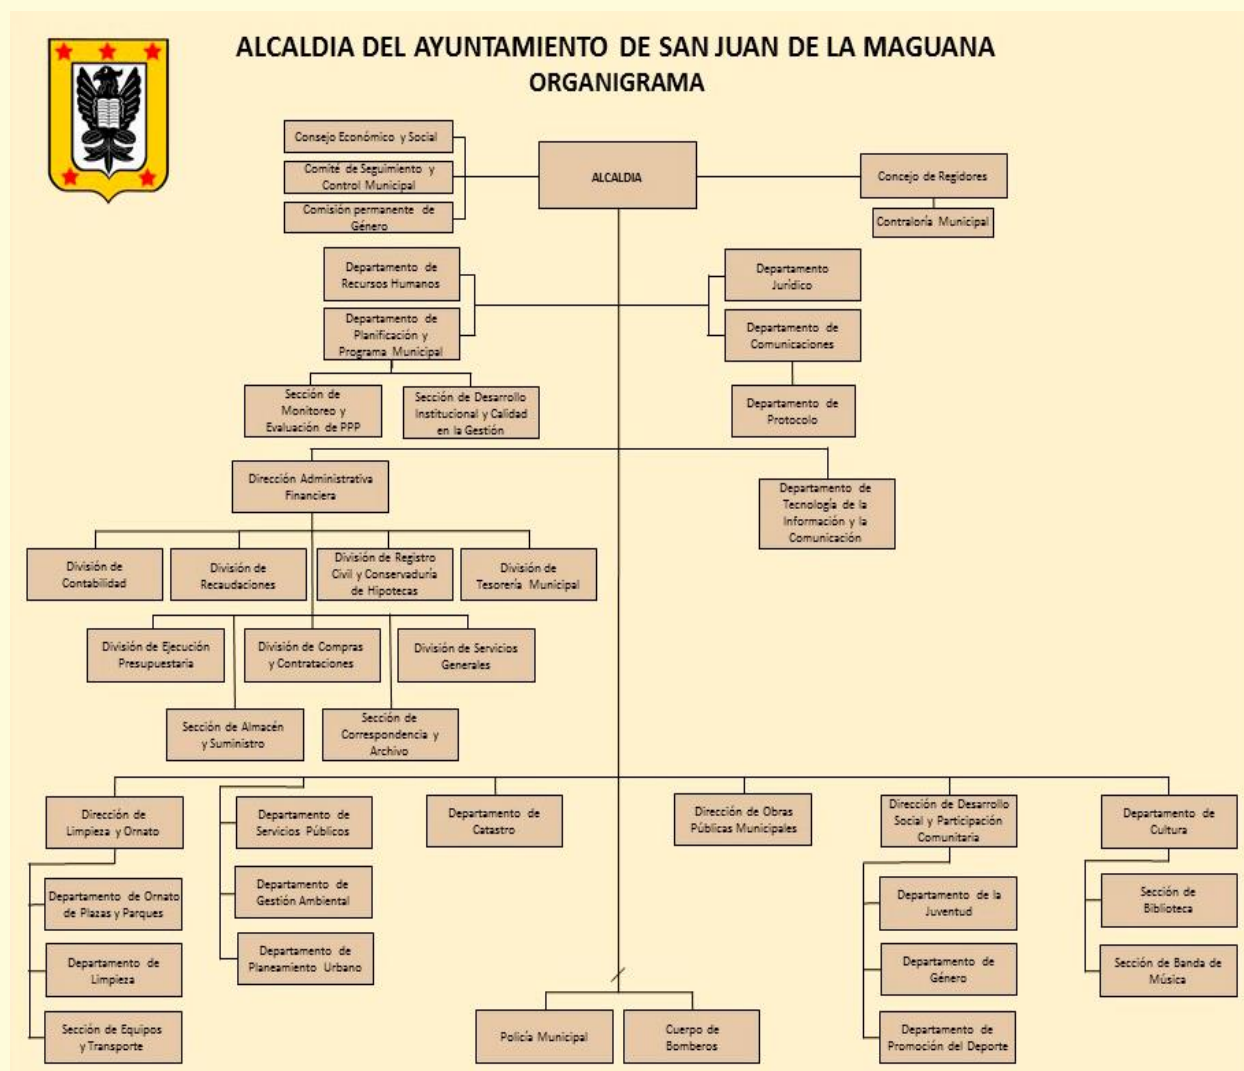 ALCALDIA DEL AYUNTAMIENTO DE SAN JUAN DE LA MAGUANA
ORGANIGRAMA
Consejo Económico y Social
Comité de Seguimiento y
Control Municipal
Comisión permanente de
Género
ALCALDIA
Concejo de Regidores
Contraloría Municipal
Departamento de
Recursos Humanos
Departamento de
Planificación y
Programa Municipal
Departamento
Jurídico
Departamento de
Comunicaciones
Sección de
Monitoreo y
Evaluación de PPP
Sección de Desarrollo
Institucional y Calidad
en la Gestión
Departamento de
Protocolo
Dirección Administrativa
Financiera
Departamento de
Tecnología de la
Información y la
Comunicación
División de
Contabilidad
División de
Recaudaciones
División de Registro
Civil y Conservaduría
de Hipotecas
División de
Tesorería Municipal
División de Ejecución
Presupuestaria
División de Compras
y Contrataciones
División de Servicios
Generales
Sección de Almacén
y Suministro
Sección de
Correspondencia y
Archivo
Dirección de
Limpieza y Ornato
Departamento de Ornato
de Plazas y Parques
Departamento de
Limpieza
Sección de Equipos
y Transporte
Departamento de
Servicios Públicos
Departamento de
Gestión Ambiental
Departamento de
Planeamiento Urbano
Departamento de
Catastro
Dirección de Obras
Públicas Municipales
Dirección de Desarrollo
Social y Participación
Comunitaria
Departamento de la
Juventud
Departamento de
Género
Departamento de
Promoción del Deporte
Departamento de
Cultura
Sección de
Biblioteca
Sección de Banda de
Música
Policía Municipal
Cuerpo de
Bomberos